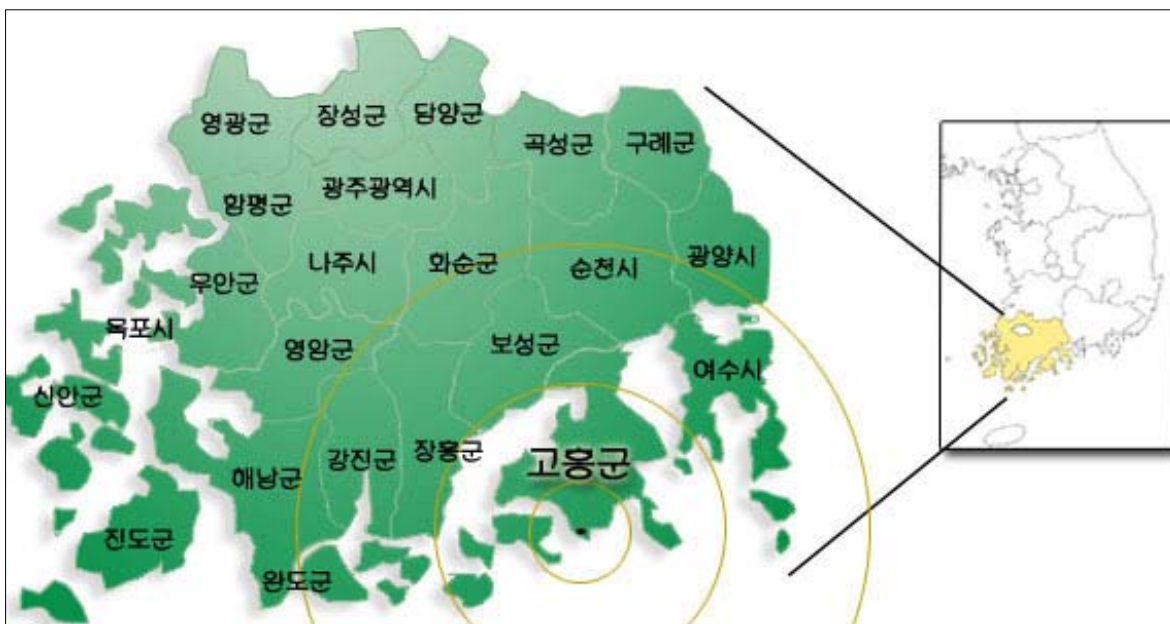 영광군
장성군
담양군
곡성군
구례군
함평군
광주광역시
나주시
화순군
순천시
광양시
무안군
목포시
영암군
보성군
여수시
신안군
해남군
강진군
장흥군
고흥군
진도군
완도군